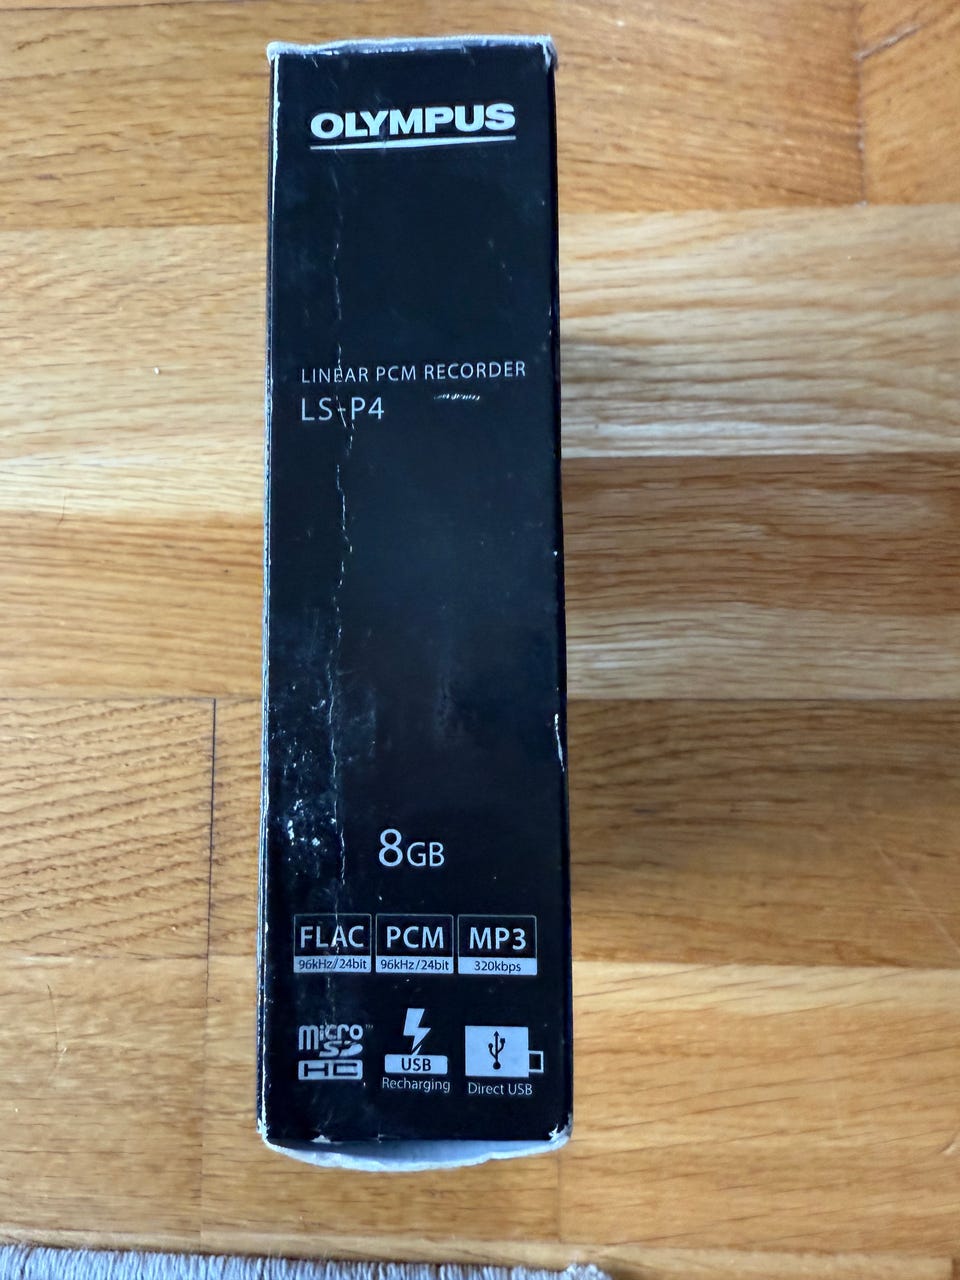 OLYMPUS
LINEAR PCM RECORDER
LS-P4
8GB
FLAC PCM MP3
96kHz/24bit 96kHz/24bit 320kbps
micro™
SD
HC
USB
Recharging
Direct USB